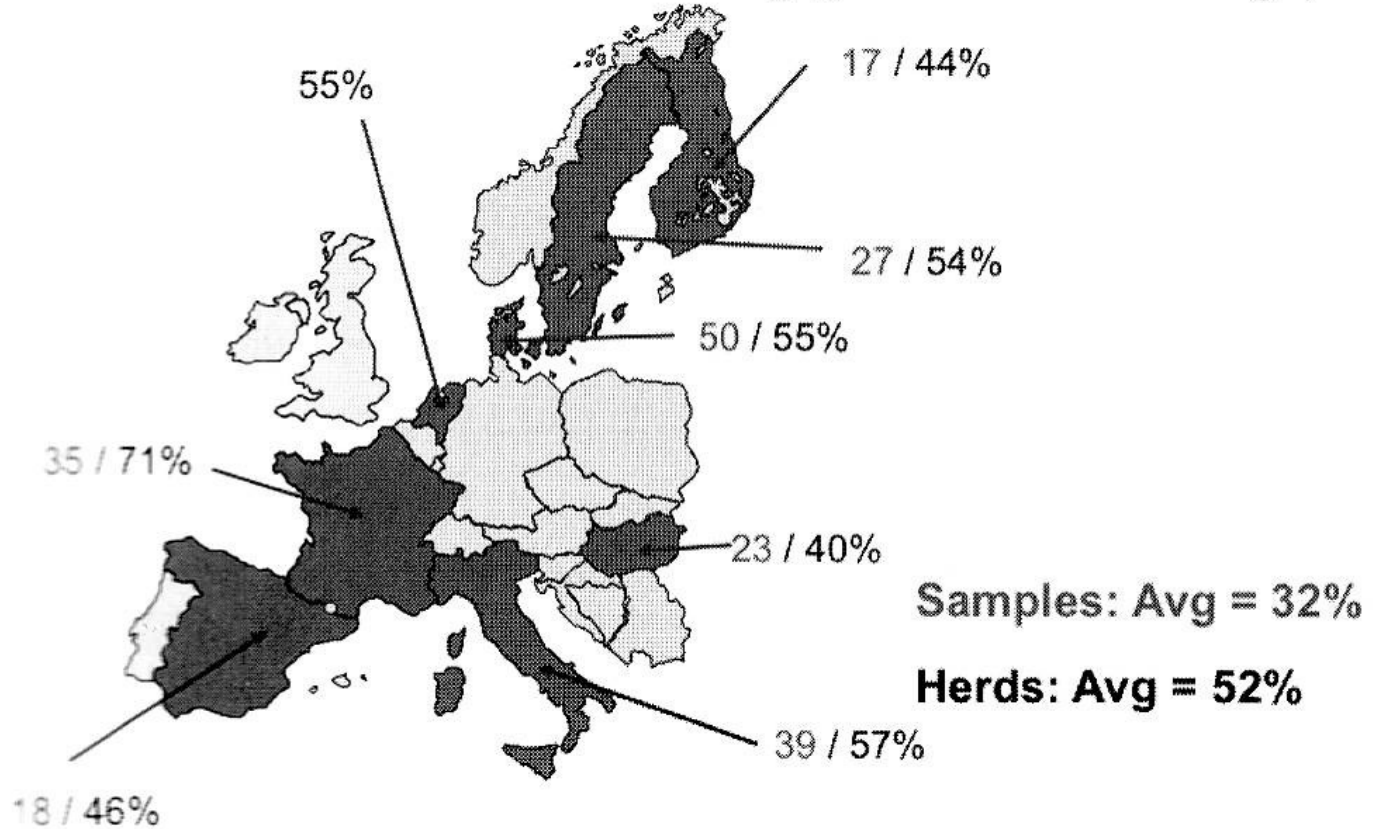 17 / 44%
55%
27 / 54%
50 / 55%
35 / 71%
23 / 40%
Samples: Avg = 32%
Herds: Avg = 52%
39 / 57%
18 / 46%